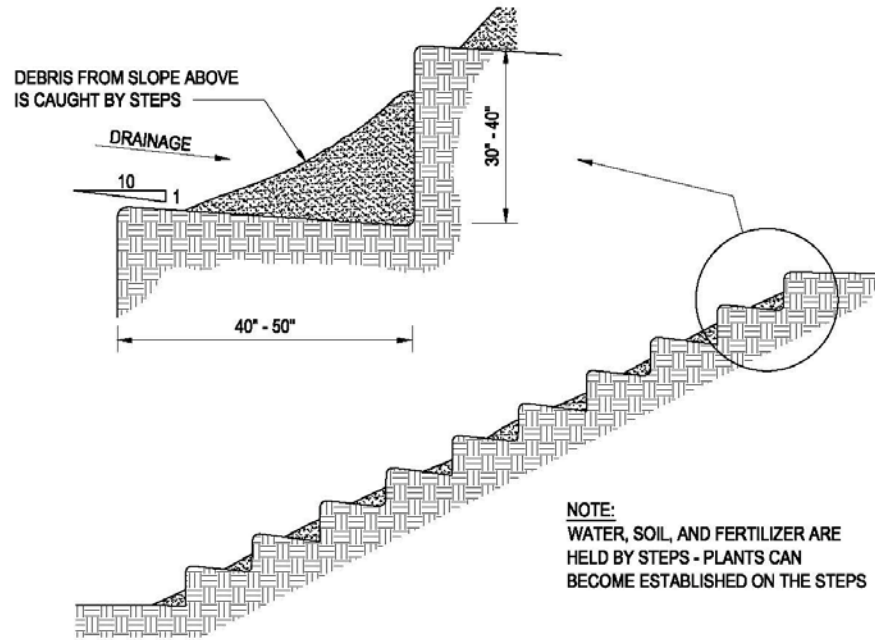 DEBRIS FROM SLOPE ABOVE
IS CAUGHT BY STEPS
DRAINAGE
10
1
30" - 40"
40" - 50"
NOTE:
WATER, SOIL, AND FERTILIZER ARE
HELD BY STEPS - PLANTS CAN
BECOME ESTABLISHED ON THE STEPS